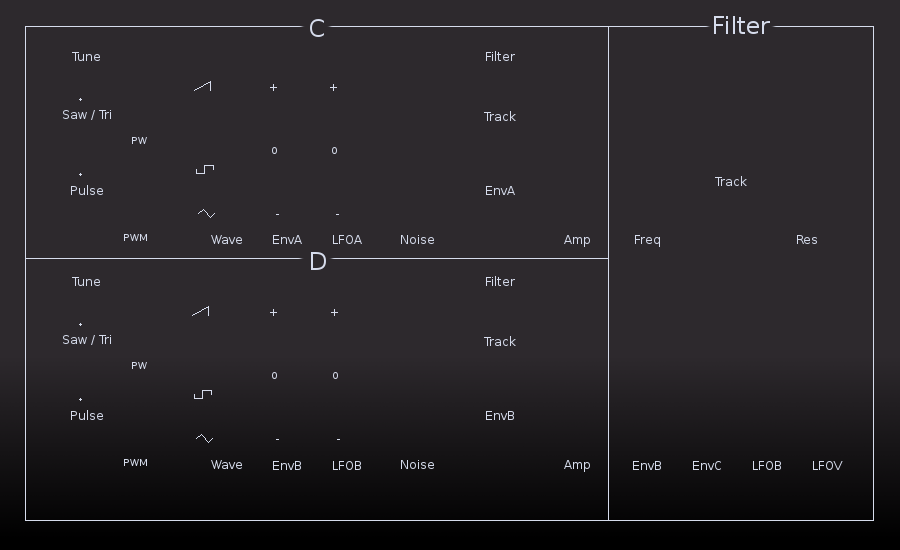 C
Filter
Tune
Filter
+ +
Saw / Tri
Track
PW
0 0
Track
Pulse
EnvA
- -
PWM
Wave EnvA LFOA Noise
Amp
Freq
Res
D
Tune
Filter
+ +
Saw / Tri
Track
PW
0 0
Pulse
EnvB
- -
PWM
Wave EnvB LFOB Noise
Amp
EnvB EnvC LFOB LFOV